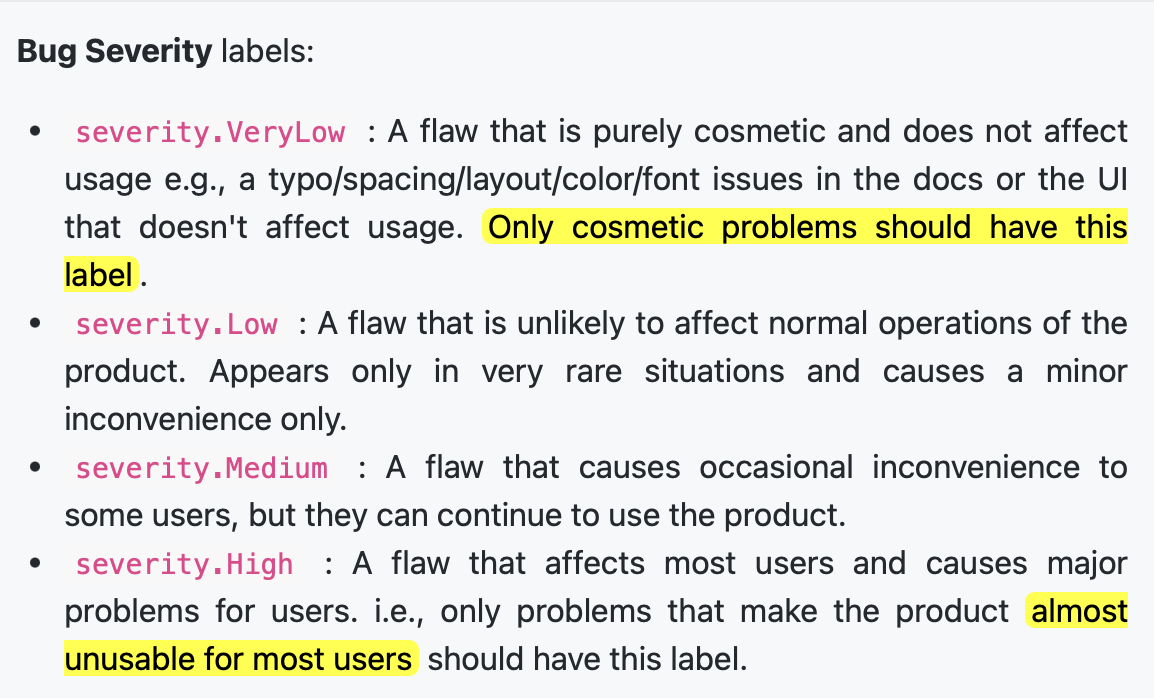 Bug Severity labels:
• severity.VeryLow : A flaw that is purely cosmetic and does not affect
usage e.g., a typo/spacing/layout/color/font issues in the docs or the UI
that doesn't affect usage. Only cosmetic problems should have this
label.
• severity.Low : A flaw that is unlikely to affect normal operations of the
product. Appears only in very rare situations and causes a minor
inconvenience only.
• severity.Medium : A flaw that causes occasional inconvenience to
some users, but they can continue to use the product.
• severity.High : A flaw that affects most users and causes major
problems for users. i.e., only problems that make the product almost
unusable for most users should have this label.